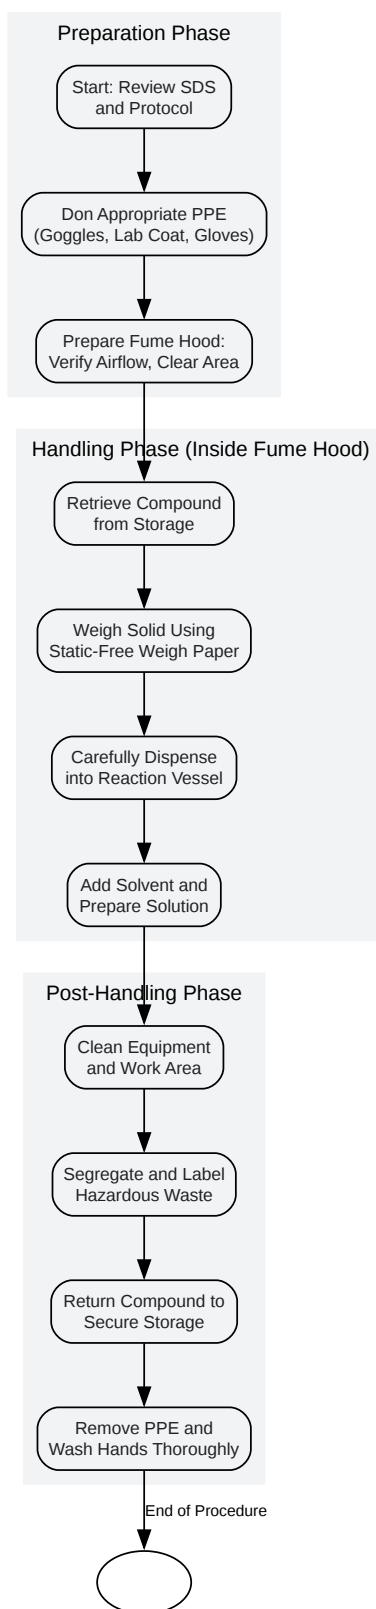 Preparation Phase
Start: Review SDS
and Protocol
Don Appropriate PPE
(Goggles, Lab Coat, Gloves)
Prepare Fume Hood:
Verify Airflow, Clear Area
Handling Phase (Inside Fume Hood)
Retrieve Compound
from Storage
Weigh Solid Using
Static-Free Weigh Paper
Carefully Dispense
into Reaction Vessel
Add Solvent and
Prepare Solution
Post-Handling Phase
Clean Equipment
and Work Area
Segregate and Label
Hazardous Waste
Return Compound to
Secure Storage
Remove PPE and
Wash Hands Thoroughly
End of Procedure